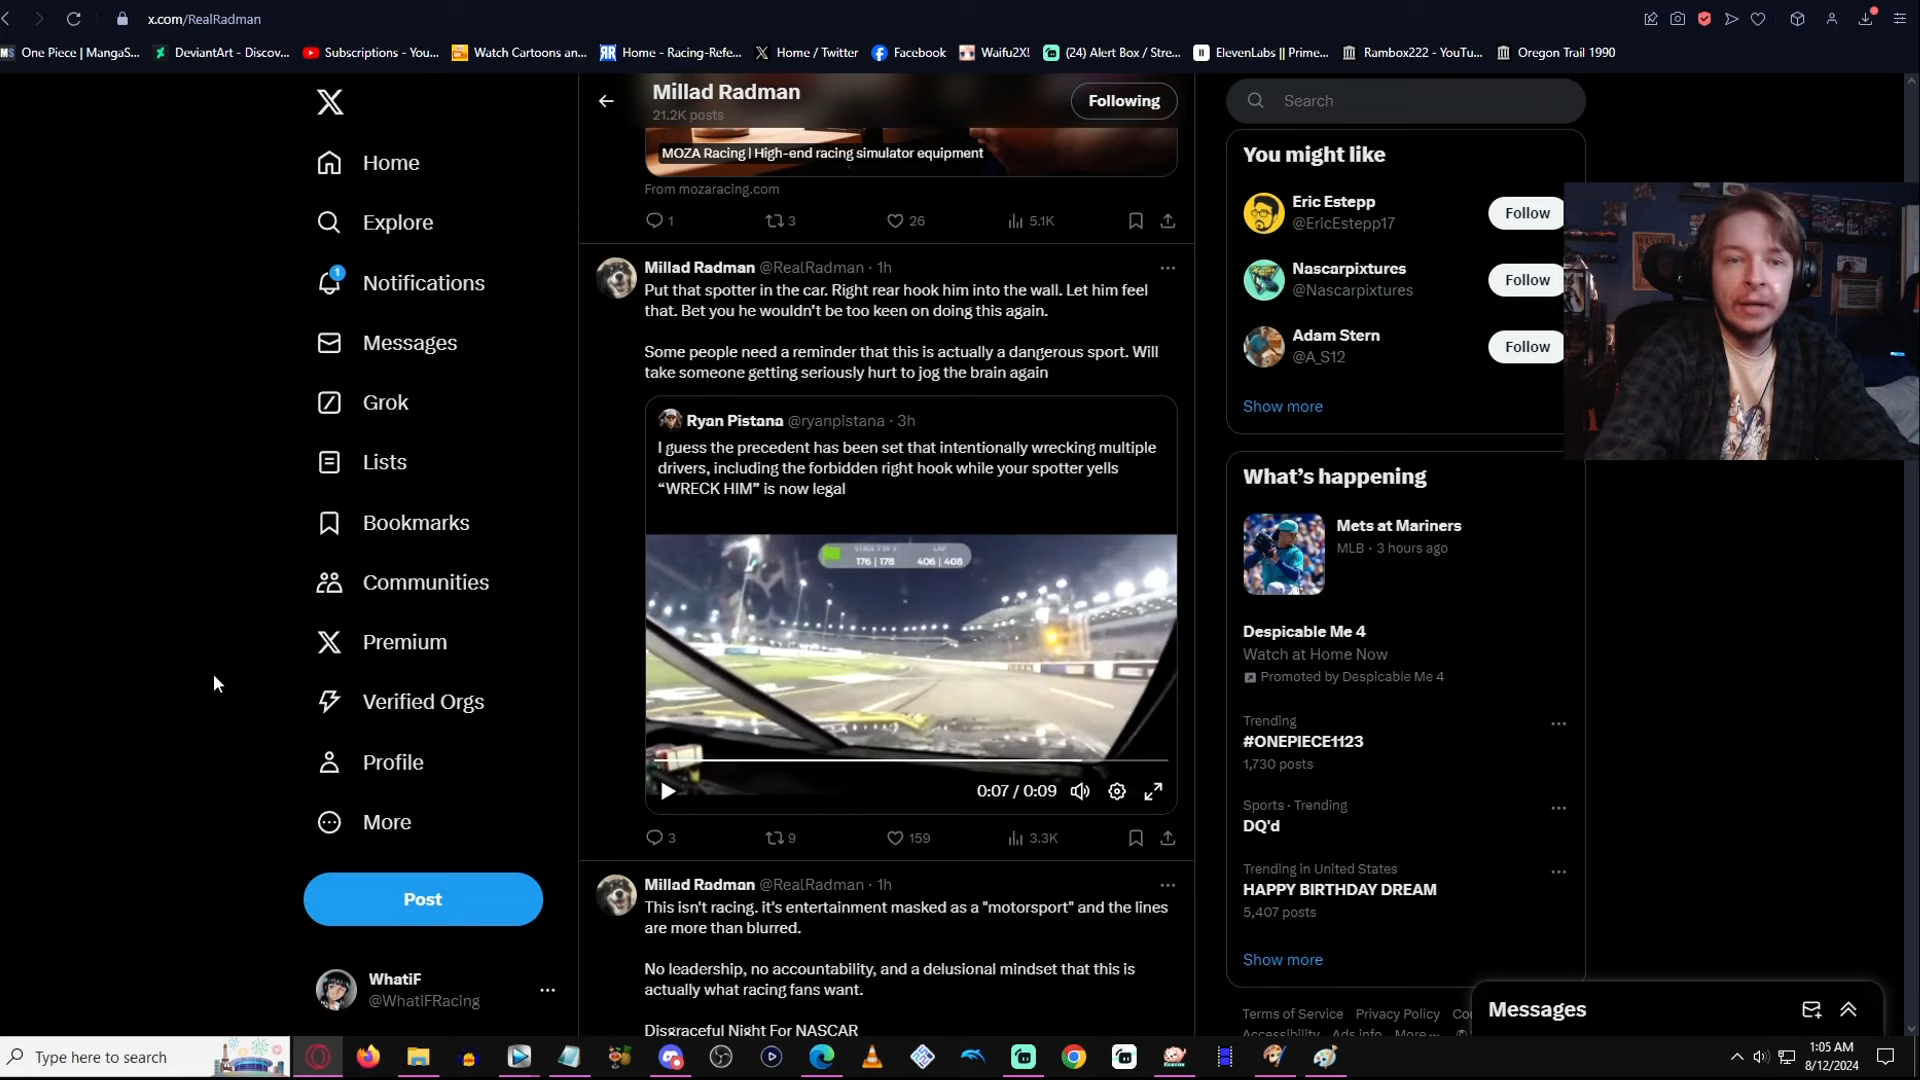 x.com/RealRadman
One Piece | MangaS...
DeviantArt - Discov...
Subscriptions - You...
Watch Cartoons an...
Home - Racing-Refe...
Home / Twitter
Facebook
Waifu2X!
(24) Alert Box / Stre...
ElevenLabs || Prime...
Rambox222 - YouTu...
Oregon Trail 1990
Home
Explore
1
Notifications
Messages
Grok
Lists
Bookmarks
Communities
Premium
Verified Orgs
Profile
More
Post
WhatiF
@WhatiFRacing
Millad Radman
21.2K posts
Following
MOZA Racing | High-end racing simulator equipment
From mozaracing.com
1 3 26 5.1K
Millad Radman @RealRadman · 1h
Put that spotter in the car. Right rear hook him into the wall. Let him feel
that. Bet you he wouldn't be too keen on doing this again.
Some people need a reminder that this is actually a dangerous sport. Will
take someone getting seriously hurt to jog the brain again
Ryan Pistana @ryanpistana · 3h
I guess the precedent has been set that intentionally wrecking multiple
drivers, including the forbidden right hook while your spotter yells
“WRECK HIM” is now legal
176 | 178 406 | 408
0:07 / 0:09
3 9 159 3.3K
Millad Radman @RealRadman · 1h
This isn't racing. it's entertainment masked as a "motorsport" and the lines
are more than blurred.
No leadership, no accountability, and a delusional mindset that this is
actually what racing fans want.
Disgraceful Night For NASCAR
Search
You might like
Eric Estepp
@EricEstepp17
Follow
Nascarpixtures
@Nascarpixtures
Follow
Adam Stern
@A_S12
Follow
Show more
What's happening
Mets at Mariners
MLB · 3 hours ago
Despicable Me 4
Watch at Home Now
Promoted by Despicable Me 4
Trending
#ONEPIECE1123
1,730 posts
Sports · Trending
DQ'd
Trending in United States
HAPPY BIRTHDAY DREAM
5,407 posts
Show more
Terms of Service Privacy Policy
Messages
Type here to search
1:05 AM
8/12/2024